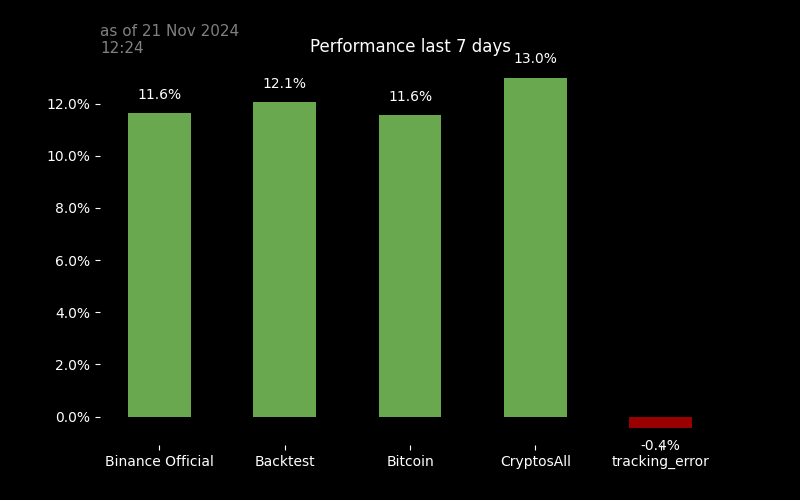 as of 21 Nov 2024
12:24
Performance last 7 days
13.0%
12.1%
11.6%
11.6%
12.0%
10.0%
8.0%
6.0%
4.0%
2.0%
0.0%
-0.4%
Binance Official
Backtest
Bitcoin
CryptosAll
tracking_error